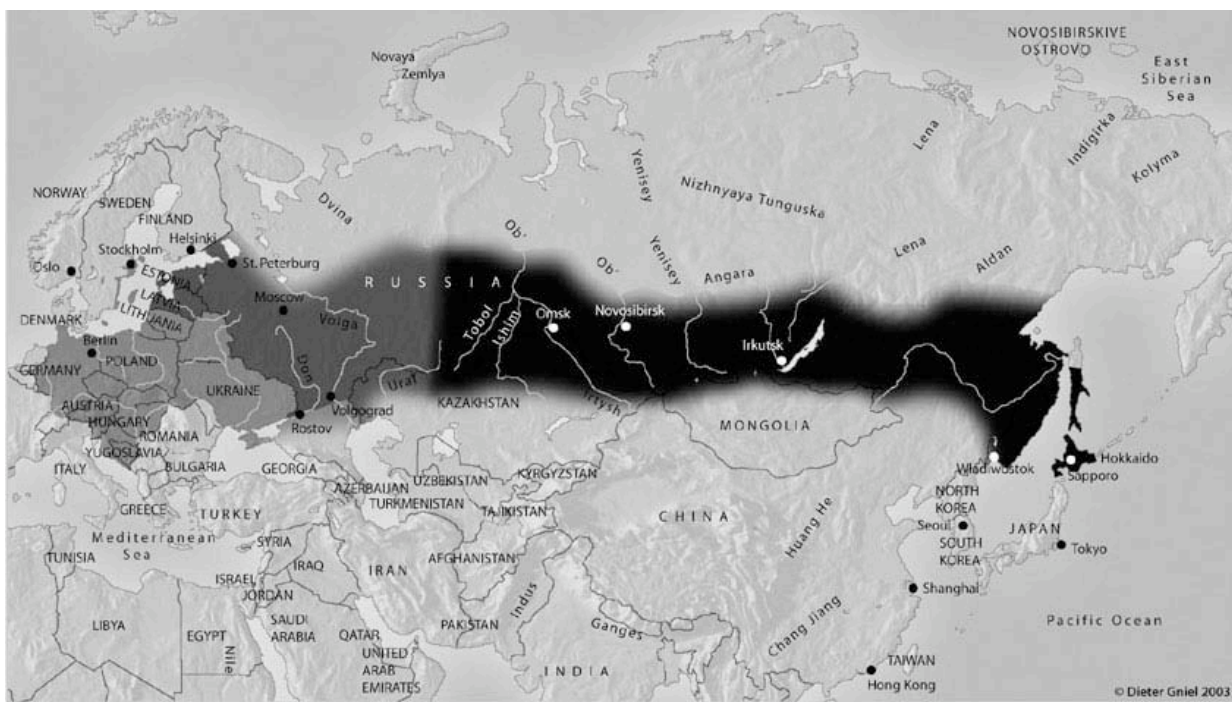 NOVOSIBIRSKIVE
OSTROVO
East
Siberian
Sea
Novaya
Zemlya
Lena
Indigirka
Kolyma
Yenisey
Nizhnyaya Tunguska
NORWAY
SWEDEN
FINLAND
Dvina
Helsinki
Stockholm
Oslo
St. Peterburg
Ob'
Ob'
Yenisey
Angara
Lena
Aldan
ESTONIA
LATVIA
LITHUANIA
RUSSIA
Moscow
Volga
DENMARK
Berlin
POLAND
GERMANY
Tobol
Ishim
Omsk
Novosibirsk
Irkutsk
Don
Ural
UKRAINE
AUSTRIA
HUNGARY
ROMANIA
YUGOSLAVIA
BULGARIA
Volgograd
Rostov
KAZAKHSTAN
Irtysh
MONGOLIA
Wladiwostok
Hokkaido
Sapporo
ITALY
GREECE
TURKEY
GEORGIA
AZERBAIJAN
UZBEKISTAN
TURKMENISTAN
KYRGYZSTAN
TAJIKISTAN
CHINA
Huang He
NORTH
KOREA
Seoul
SOUTH
KOREA
JAPAN
Tokyo
Mediterranean
Sea
TUNISIA
SYRIA
IRAQ
IRAN
AFGHANISTAN
ISRAEL
JORDAN
Shanghai
LIBYA
EGYPT
Nile
SAUDI
ARABIA
QATAR
UNITED
ARAB
EMIRATES
PAKISTAN
Indus
Ganges
INDIA
Chang Jiang
Pacific Ocean
TAIWAN
Hong Kong
© Dieter Gniel 2003